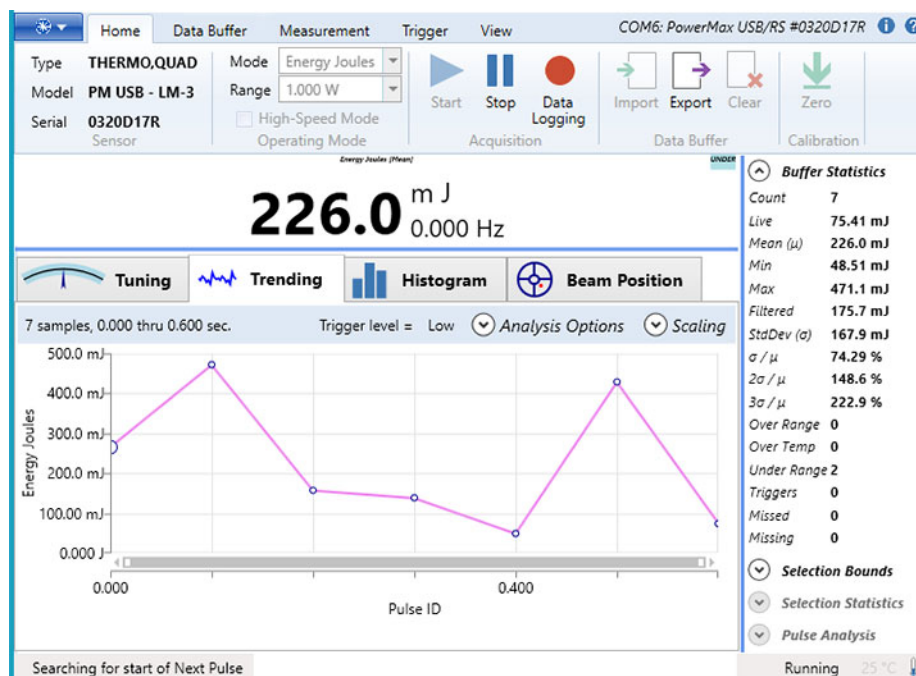 Home Data Buffer Measurement Trigger View COM6: PowerMax USB/RS #0320D17R
Type THERMO,QUAD
Model PM USB - LM-3
Serial 0320D17R
Sensor
Mode Energy Joules
Range 1.000 W
High-Speed Mode
Operating Mode
Start Stop Data Logging
Acquisition
Import Export Clear
Data Buffer
Zero
Calibration
Energy Joules (Mean)
UNDER
226.0 m J
0.000 Hz
Tuning Trending Histogram Beam Position
7 samples, 0.000 thru 0.600 sec. Trigger level = Low Analysis Options Scaling
500.0 mJ
400.0 mJ
300.0 mJ
200.0 mJ
100.00 mJ
0.000 J
Energy Joules
0.000 0.400
Pulse ID
Buffer Statistics
Count 7
Live 75.41 mJ
Mean (μ) 226.0 mJ
Min 48.51 mJ
Max 471.1 mJ
Filtered 175.7 mJ
StdDev (σ) 167.9 mJ
σ / μ 74.29 %
2σ / μ 148.6 %
3σ / μ 222.9 %
Over Range 0
Over Temp 0
Under Range 2
Triggers 0
Missed 0
Missing 0
Selection Bounds
Selection Statistics
Pulse Analysis
Searching for start of Next Pulse
Running 25 °C